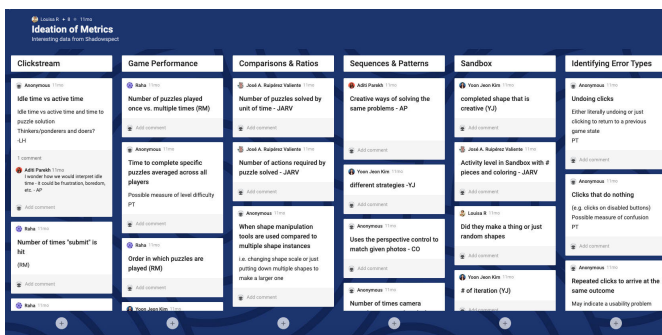 Louisa R + 8 • 11mo
Ideation of Metrics
Interesting data from Shadowspect
Clickstream
Anonymous 11mo
Idle time vs active time
Idle time vs active time and time to
puzzle solution
Thinkers/ponderers and doers?
-LH
1 comment
Aditi Parekh 11mo
I wonder how we would interpret idle
time - it could be frustration, boredom,
etc. - AP
Add comment
Raha 11mo
Number of times "submit" is
hit
(RM)
Add comment
Raha 11mo
Game Performance
Raha 11mo
Number of puzzles played
once vs. multiple times (RM)
Add comment
Anonymous 11mo
Time to complete specific
puzzles averaged across all
players
Possible measure of level difficulty
PT
Add comment
Raha 11mo
Order in which puzzles are
played (RM)
Add comment
Yoon Jeon Kim 11mo
Comparisons & Ratios
José A. Ruipérez Valiente 11mo
Number of puzzles solved by
unit of time - JARV
Add comment
José A. Ruipérez Valiente 11mo
Number of actions required by
puzzle solved - JARV
Add comment
Anonymous 11mo
When shape manipulation
tools are used compared to
multiple shape instances
i.e. changing shape scale or just
putting down multiple shapes to
make a larger one
Add comment
Sequences & Patterns
Aditi Parekh 11mo
Creative ways of solving the
same problems - AP
Add comment
Yoon Jeon Kim 11mo
different strategies -YJ
Add comment
Anonymous 11mo
Uses the perspective control to
match given photos - CO
Add comment
Anonymous 11mo
Number of times camera
Sandbox
Yoon Jeon Kim 11mo
completed shape that is
creative (YJ)
Add comment
José A. Ruipérez Valiente 11mo
Activity level in Sandbox with #
pieces and coloring - JARV
Add comment
Louisa R 11mo
Did they make a thing or just
random shapes
Add comment
Yoon Jeon Kim 11mo
# of iteration (YJ)
Add comment
Identifying Error Types
Anonymous 11mo
Undoing clicks
Either literally undoing or just
clicking to return to a previous
game state
PT
Add comment
Anonymous 11mo
Clicks that do nothing
(e.g. clicks on disabled buttons)
Possible measure of confusion
PT
Add comment
Anonymous 11mo
Repeated clicks to arrive at the
same outcome
May indicate a usability problem